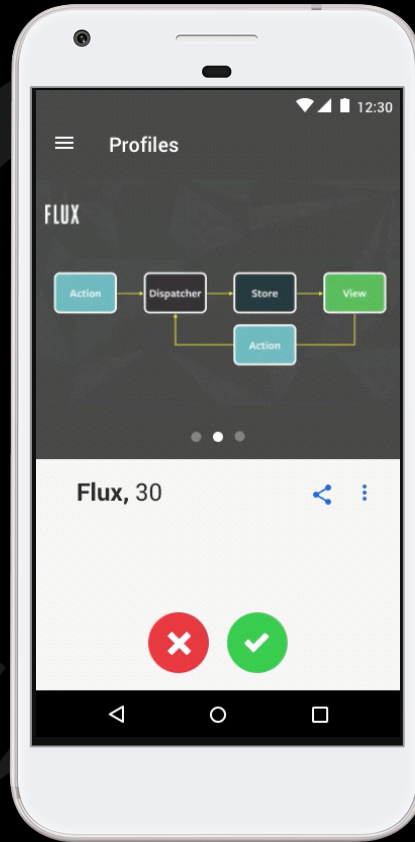 12:30
Profiles
FLUX
Action Dispatcher Store View
Action
Flux, 30